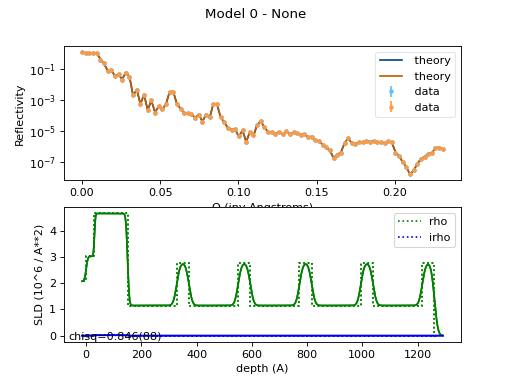 Model 0 - None
Reflectivity
10⁻¹
10⁻³
10⁻⁵
10⁻⁷
theory
theory
data
data
0.00 0.05 0.10 0.15 0.20
Q (inv Angstroms)
SLD (10^6 / A**2)
4
3
2
1
0
rho
irho
chisq=0.846(88)
0 200 400 600 800 1000 1200
depth (A)